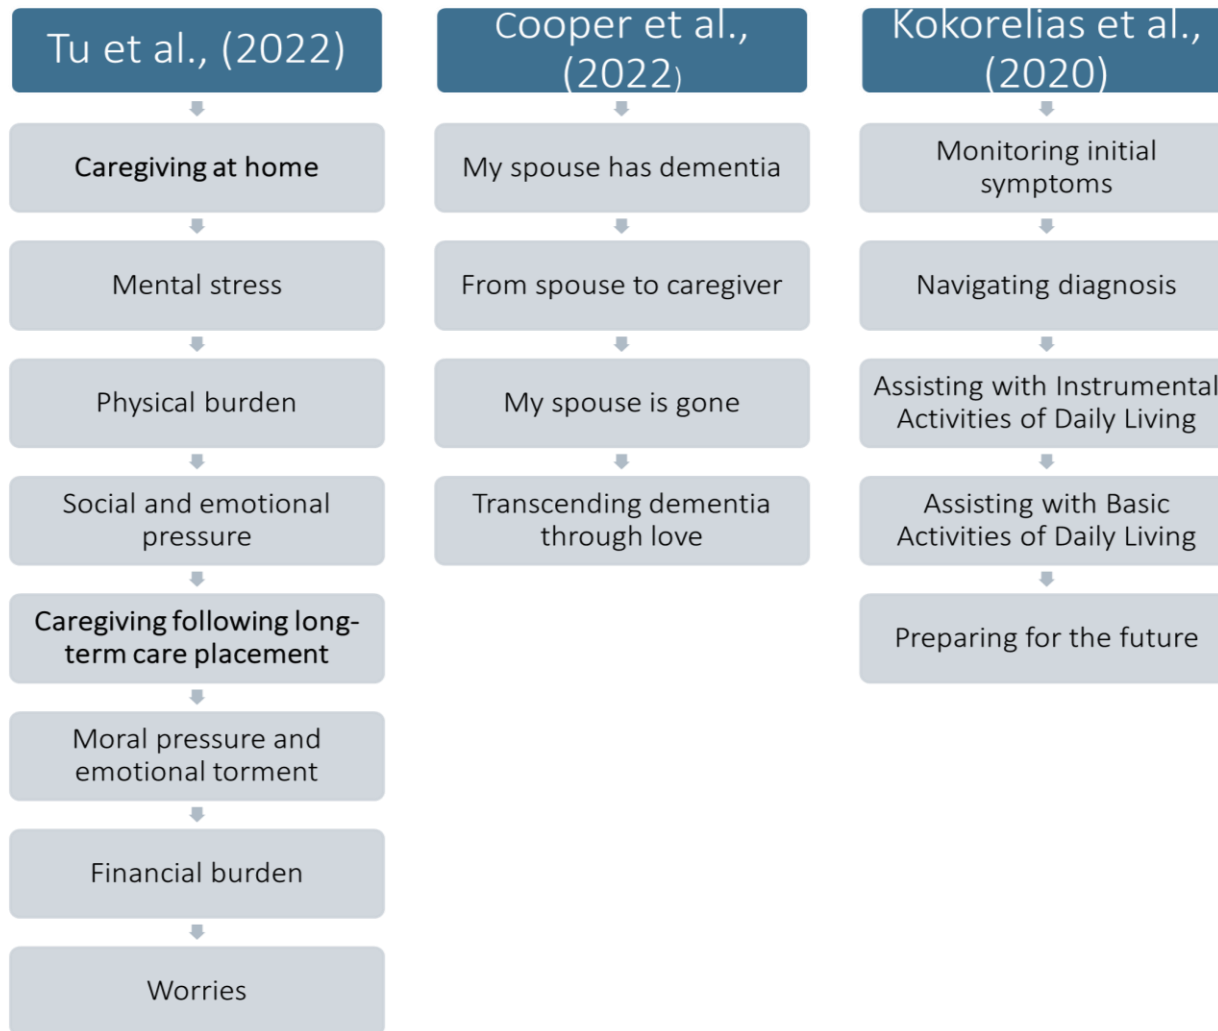 Tu et al., (2022)
Caregiving at home
Mental stress
Physical burden
Social and emotional
pressure
Caregiving following long-
term care placement
Moral pressure and
emotional torment
Financial burden
Worries
Cooper et al.,
(2022)
My spouse has dementia
From spouse to caregiver
My spouse is gone
Transcending dementia
through love
Kokorelias et al.,
(2020)
Monitoring initial
symptoms
Navigating diagnosis
Assisting with Instrumental
Activities of Daily Living
Assisting with Basic
Activities of Daily Living
Preparing for the future